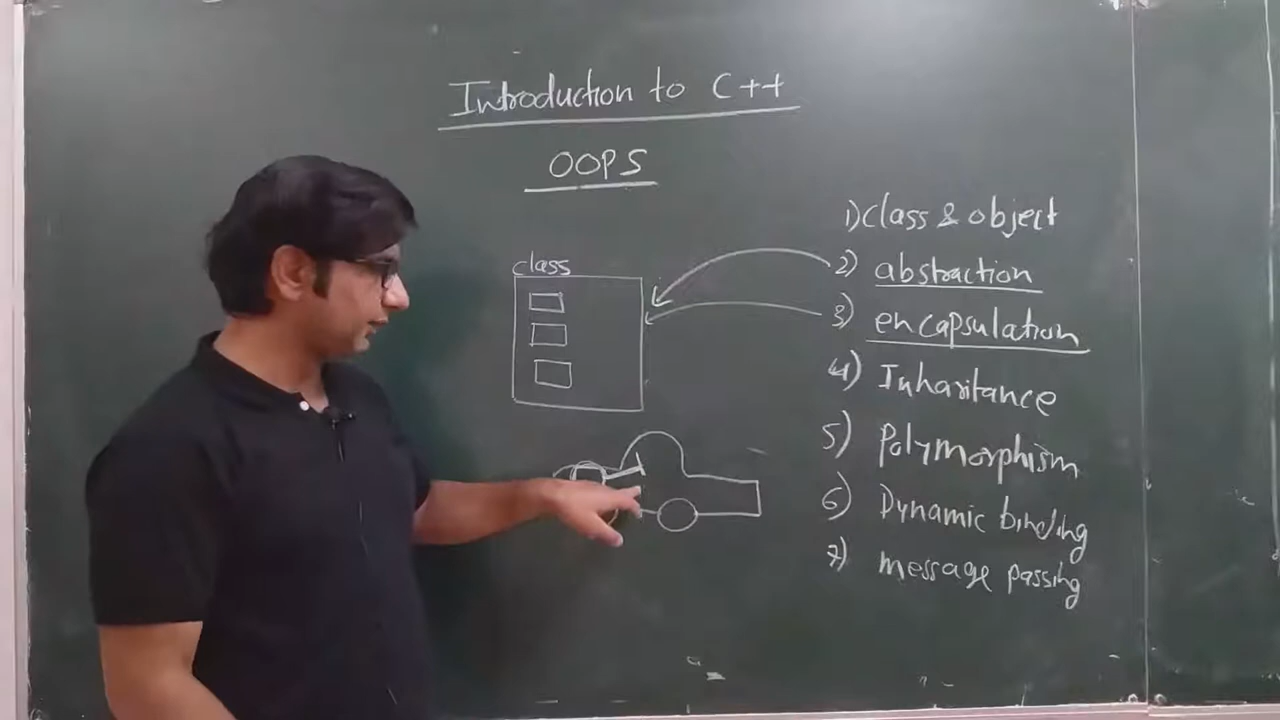 Introduction to C++
OOPS
class
1) class & object
2) abstraction
3) encapsulation
4) Inharitance
5) Polymorphism
6) Dynamic binding
7) message passing